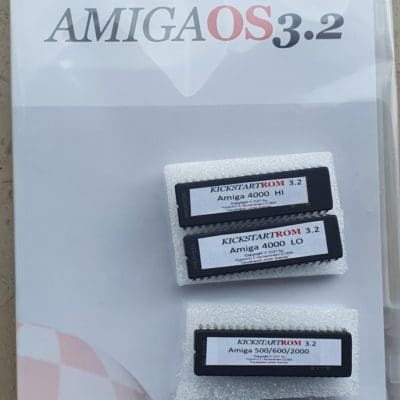 AMIGAOS3.2
KICKSTARTROM 3.2
Amiga 4000 HI
KICKSTARTROM 3.2
Amiga 4000 LO
KICKSTARTROM 3.2
Amiga 500/600/2000